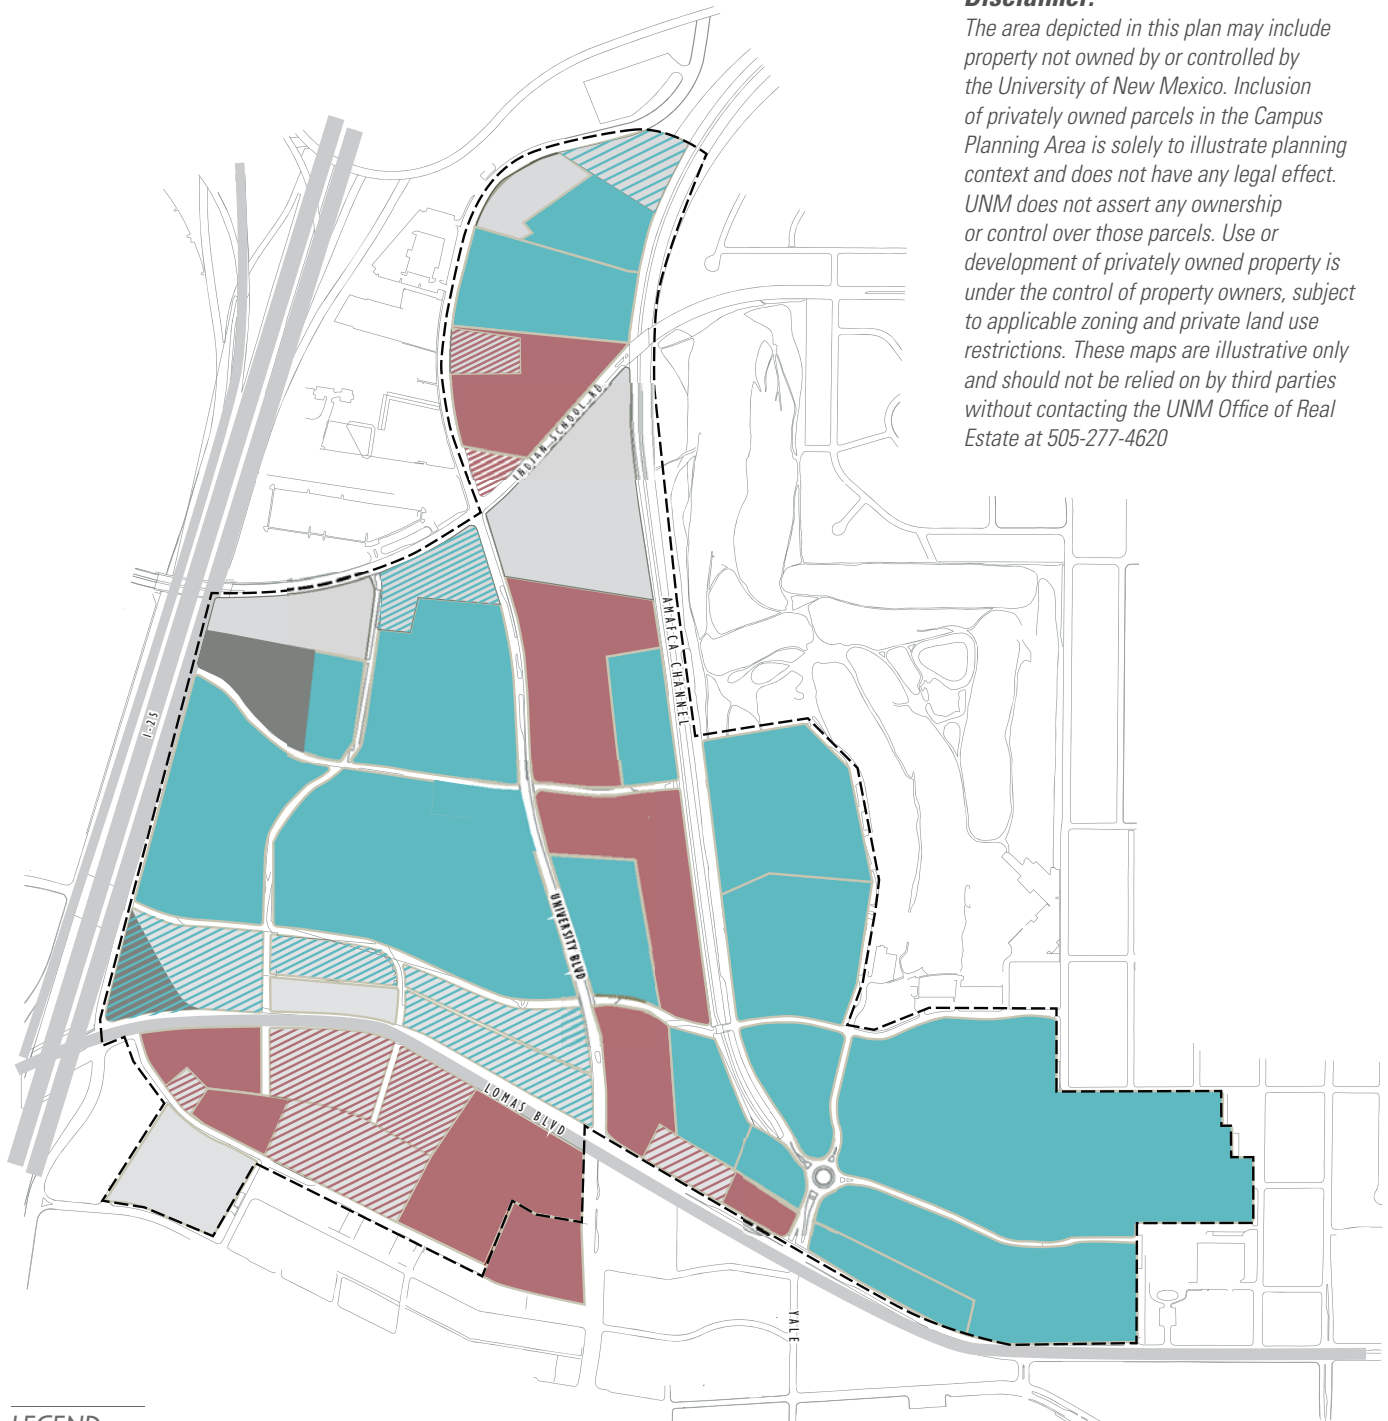 Disclaimer:
The area depicted in this plan may include
property not owned by or controlled by
the University of New Mexico. Inclusion
of privately owned parcels in the Campus
Planning Area is solely to illustrate planning
context and does not have any legal effect.
UNM does not assert any ownership
or control over those parcels. Use or
development of privately owned property is
under the control of property owners, subject
to applicable zoning and private land use
restrictions. These maps are illustrative only
and should not be relied on by third parties
without contacting the UNM Office of Real
Estate at 505-277-4620
INDIAN SCHOOL RD
AMAFCA CHANNEL
I-25
UNIVERSITY BLVD
LOMAS BLVD
YALE
LEGEND